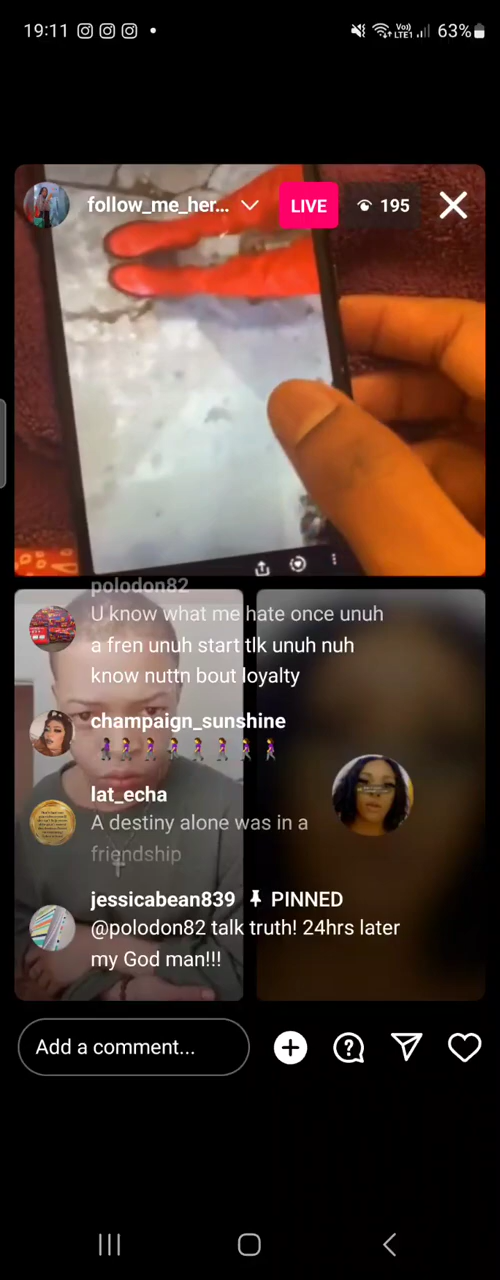 19:11
Vo)) LTE1
63%
follow_me_her...
LIVE
195
polodon82
U know what me hate once unuh
a fren unuh start tlk unuh nuh
know nuttn bout loyalty
champaign_sunshine
lat_echa
A destiny alone was in a
friendship
jessicabean839 PINNED
@polodon82 talk truth! 24hrs later
my God man!!!
Add a comment...